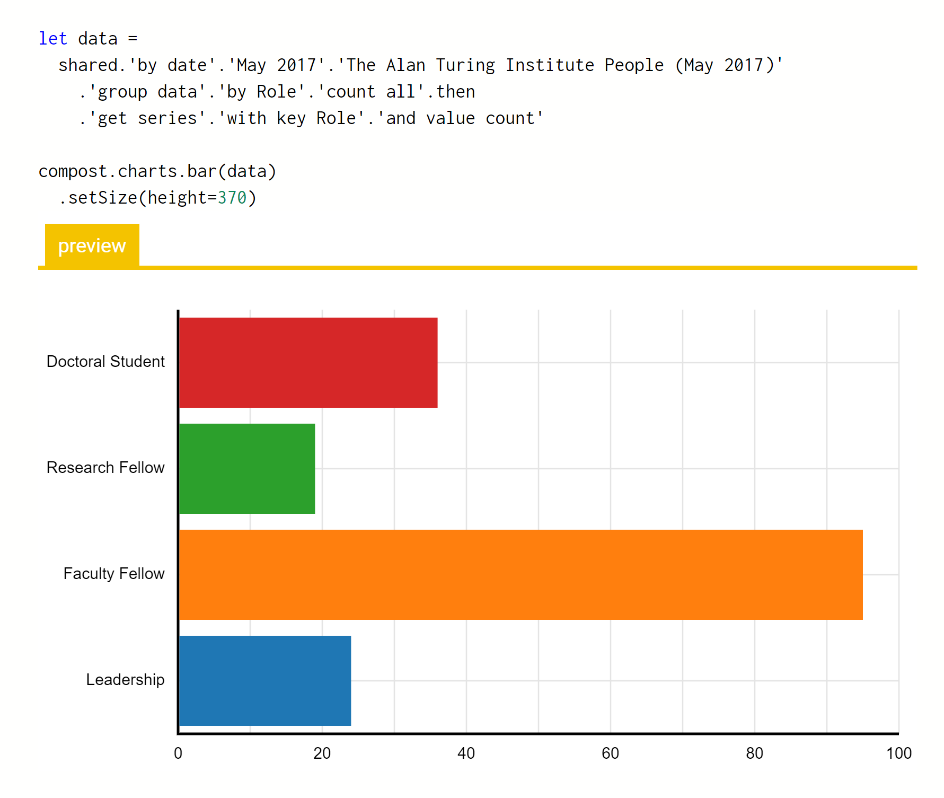 let data =
  shared.'by date'.'May 2017'.'The Alan Turing Institute People (May 2017)'
    .'group data'.'by Role'.'count all'.then
    .'get series'.'with key Role'.'and value count'
compost.charts.bar(data)
  .setSize(height=370)
preview
Doctoral Student
Research Fellow
Faculty Fellow
Leadership
0 20 40 60 80 100